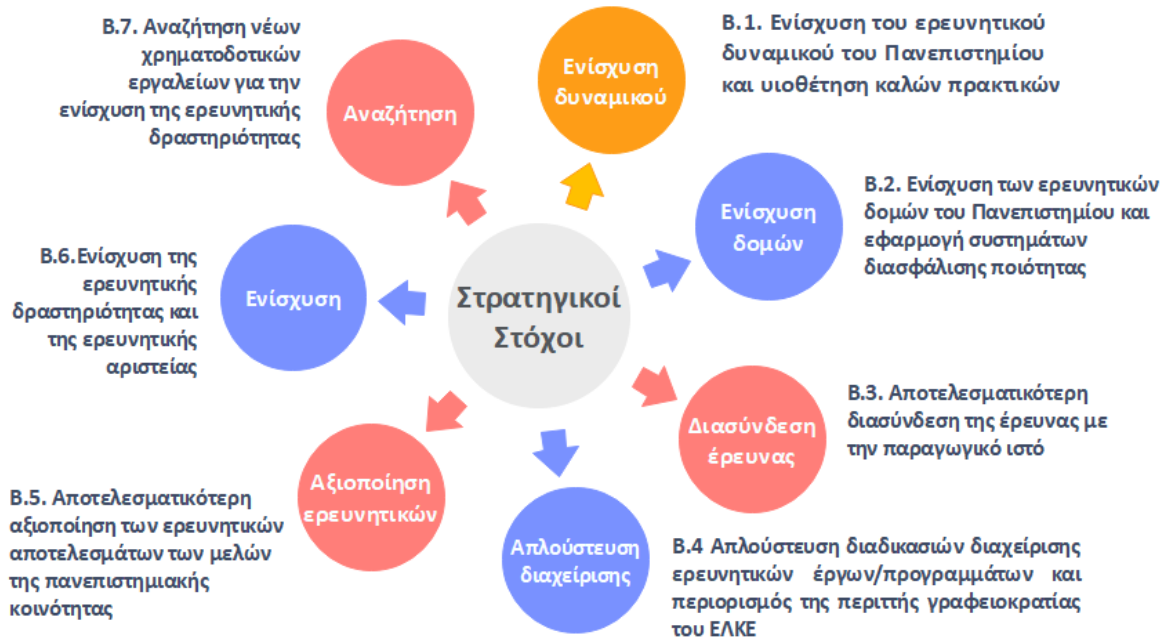 Β.1. Ενίσχυση του ερευνητικού
δυναμικού του Πανεπιστημίου
και υιοθέτηση καλών πρακτικών
Ενίσχυση
δυναμικού
Β.2. Ενίσχυση των ερευνητικών
δομών του Πανεπιστημίου και
εφαρμογή συστημάτων
διασφάλισης ποιότητας
Ενίσχυση
δομών
Β.3. Αποτελεσματικότερη
διασύνδεση της έρευνας με
την παραγωγικό ιστό
Διασύνδεση
έρευνας
Β.4 Απλούστευση διαδικασιών διαχείρισης
ερευνητικών έργων/προγραμμάτων και
περιορισμός της περιττής γραφειοκρατίας
του ΕΛΚΕ
Απλούστευση
διαχείρισης
Β.5. Αποτελεσματικότερη
αξιοποίηση των ερευνητικών
αποτελεσμάτων των μελών
της πανεπιστημιακής
κοινότητας
Αξιοποίηση
ερευνητικών
Β.6.Ενίσχυση της
ερευνητικής
δραστηριότητας και
της ερευνητικής
αριστείας
Ενίσχυση
Β.7. Αναζήτηση νέων
χρηματοδοτικών
εργαλείων για την
ενίσχυση της ερευνητικής
δραστηριότητας
Αναζήτηση
Στρατηγικοί
Στόχοι